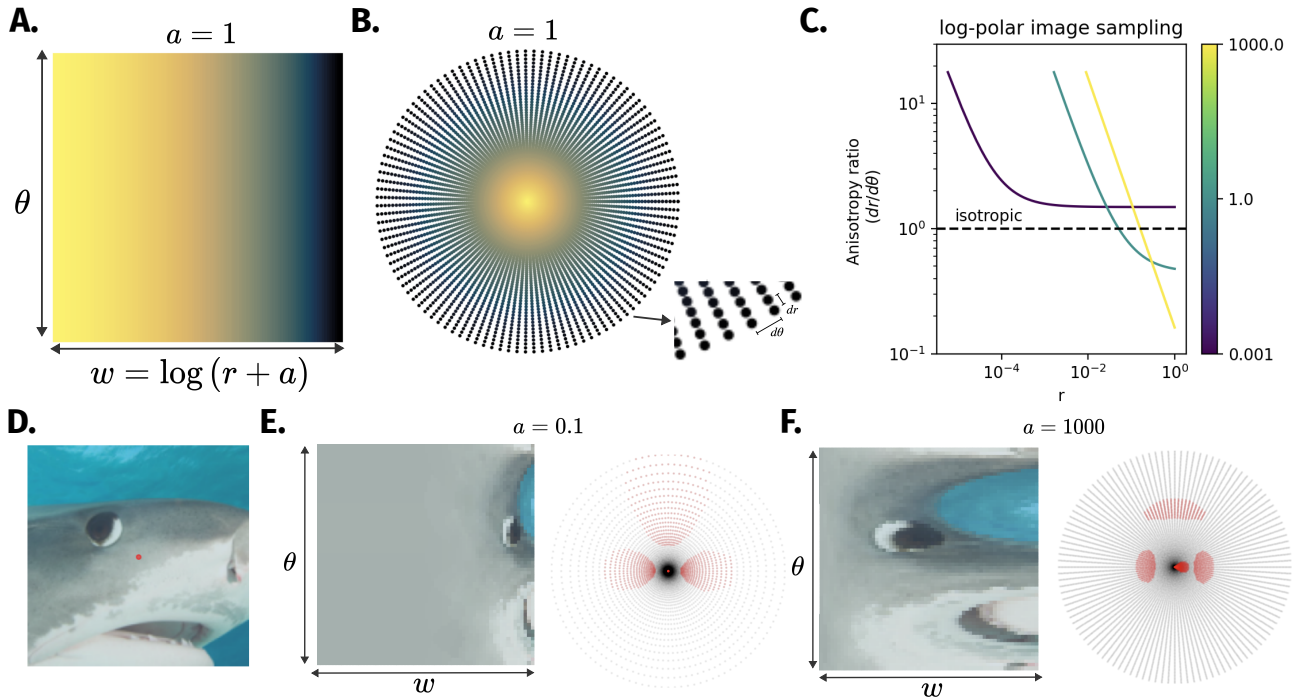 A.
a = 1
θ
w = log (r + a)
B.
a = 1
dr
dθ
C.
log-polar image sampling
Anisotropy ratio
(dr/dθ)
10¹
10⁰
10⁻¹
isotropic
10⁻⁴
10⁻²
10⁰
r
1000.0
1.0
0.001
D.
E.
a = 0.1
θ
w
F.
a = 1000
θ
w